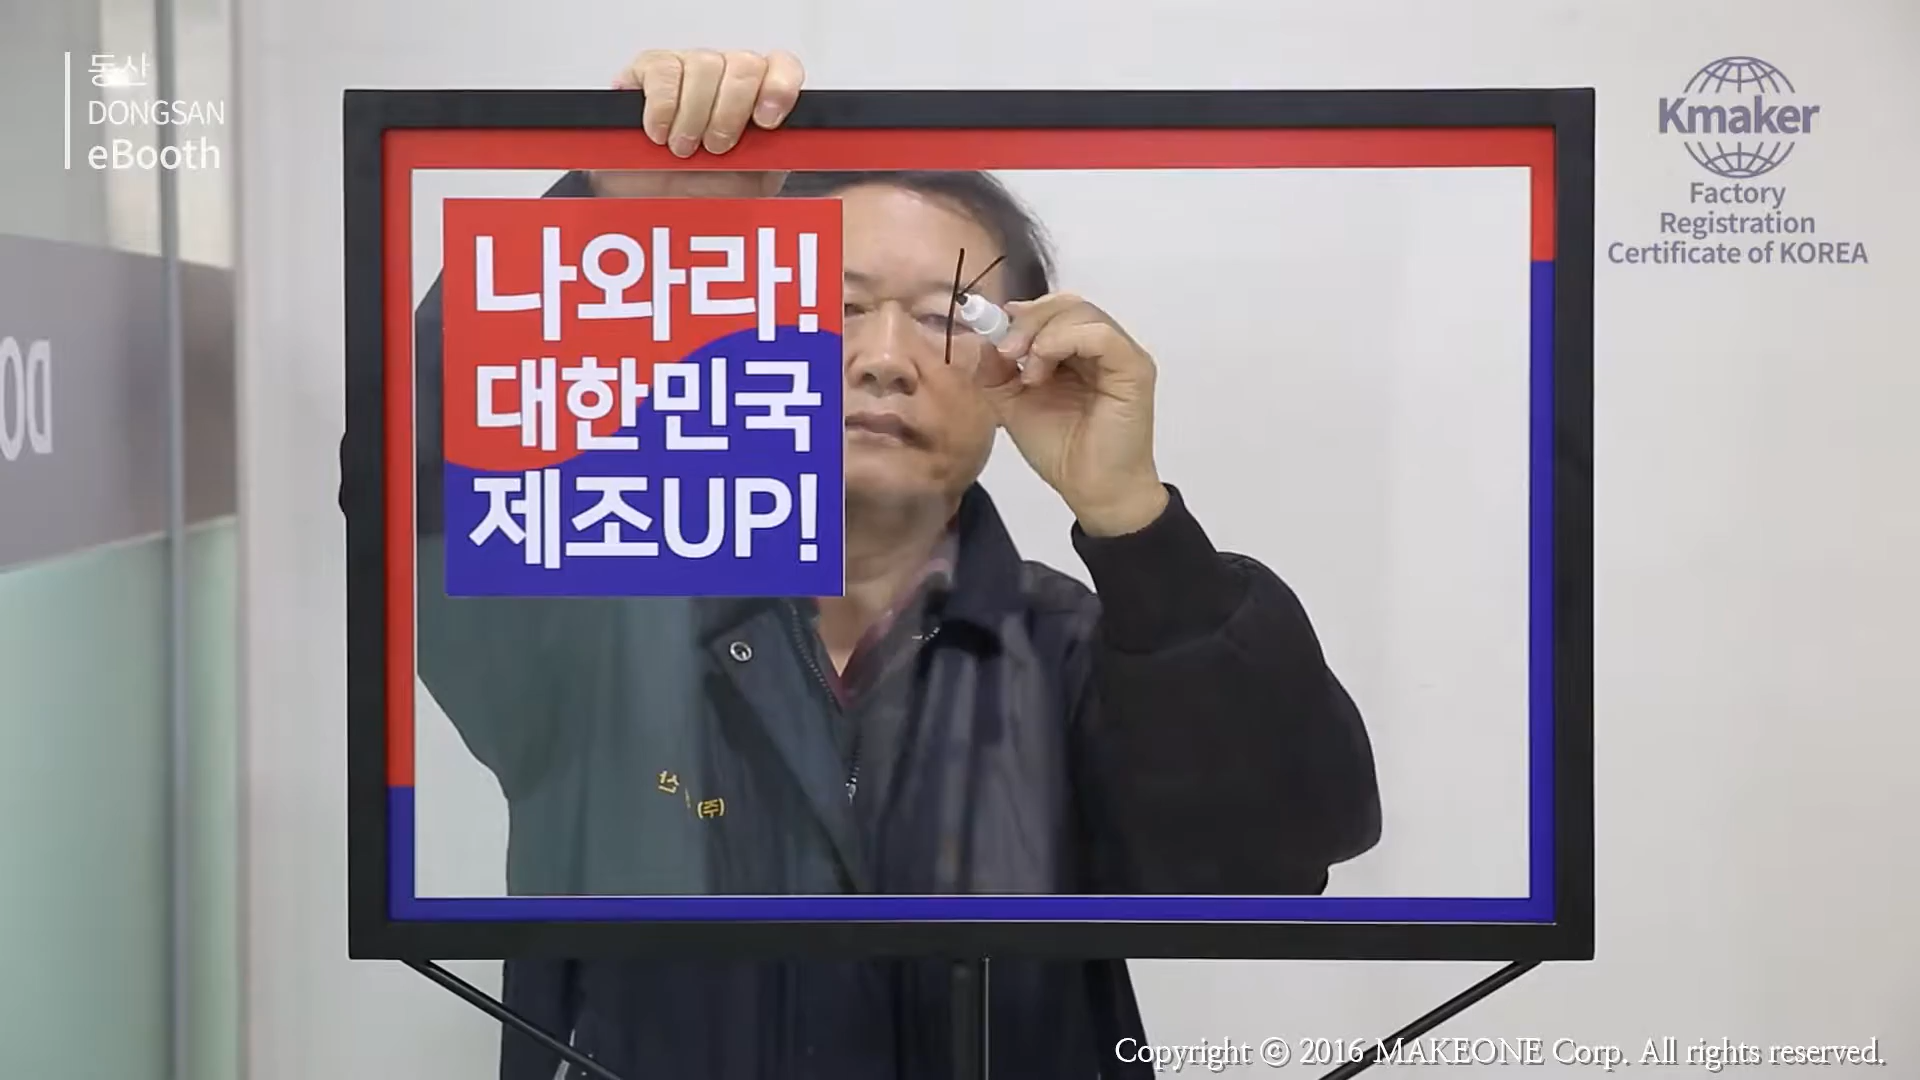 동산
DONGSAN
eBooth
Kmaker
Factory
Registration
Certificate of KOREA
나와라!
대한민국
제조UP!
K
(주)
Copyright © 2016 MAKEONE Corp. All rights reserved.